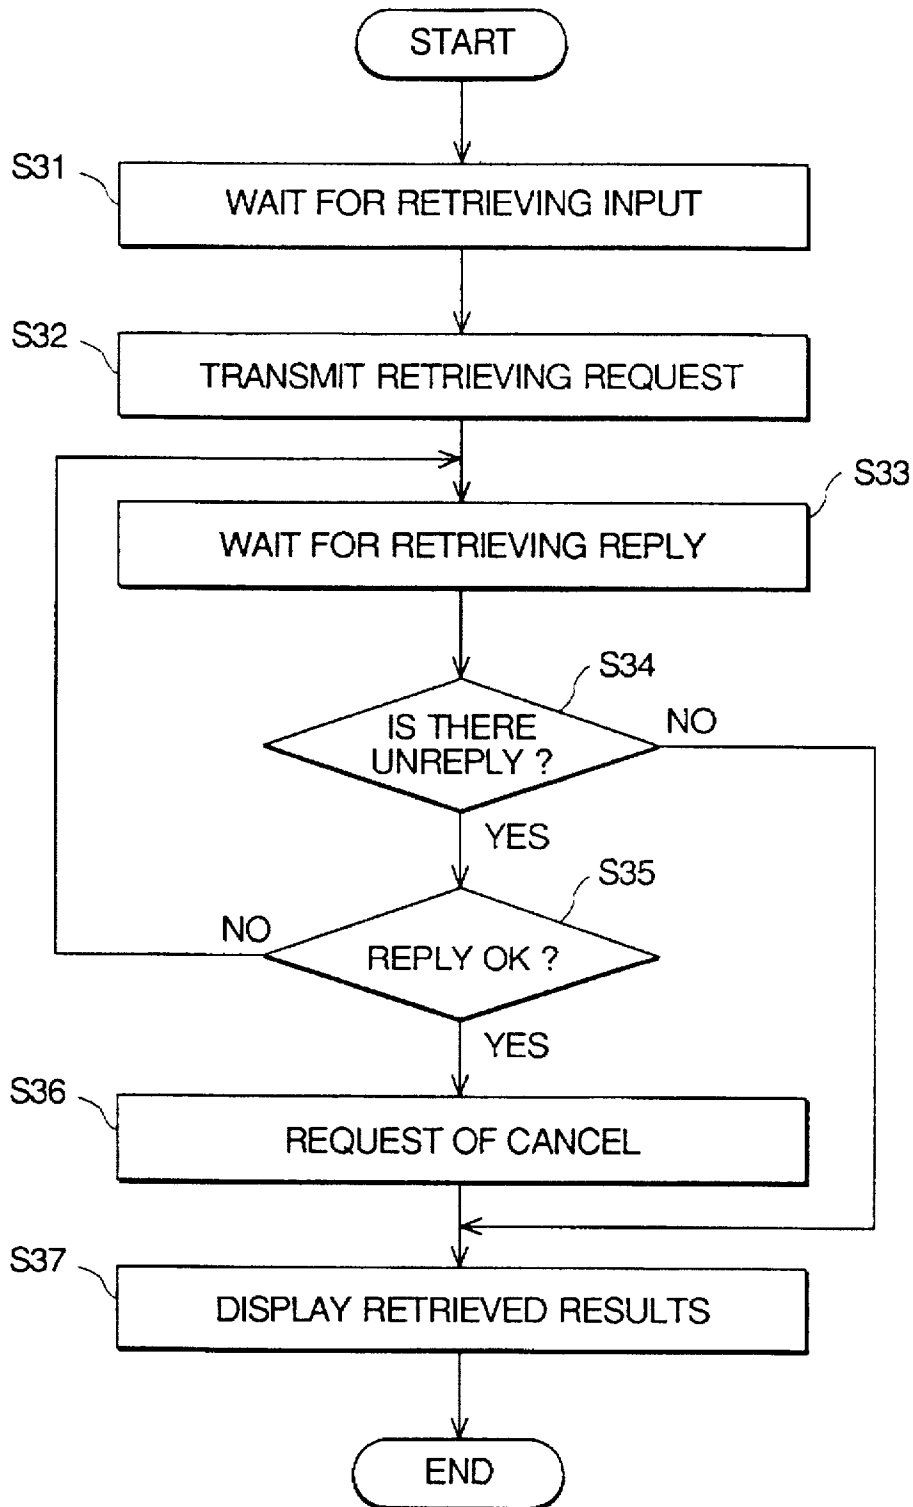 START
S31
WAIT FOR RETRIEVING INPUT
S32
TRANSMIT RETRIEVING REQUEST
S33
WAIT FOR RETRIEVING REPLY
S34
IS THERE
UNREPLY ?
NO
YES
S35
NO
REPLY OK ?
YES
S36
REQUEST OF CANCEL
S37
DISPLAY RETRIEVED RESULTS
END